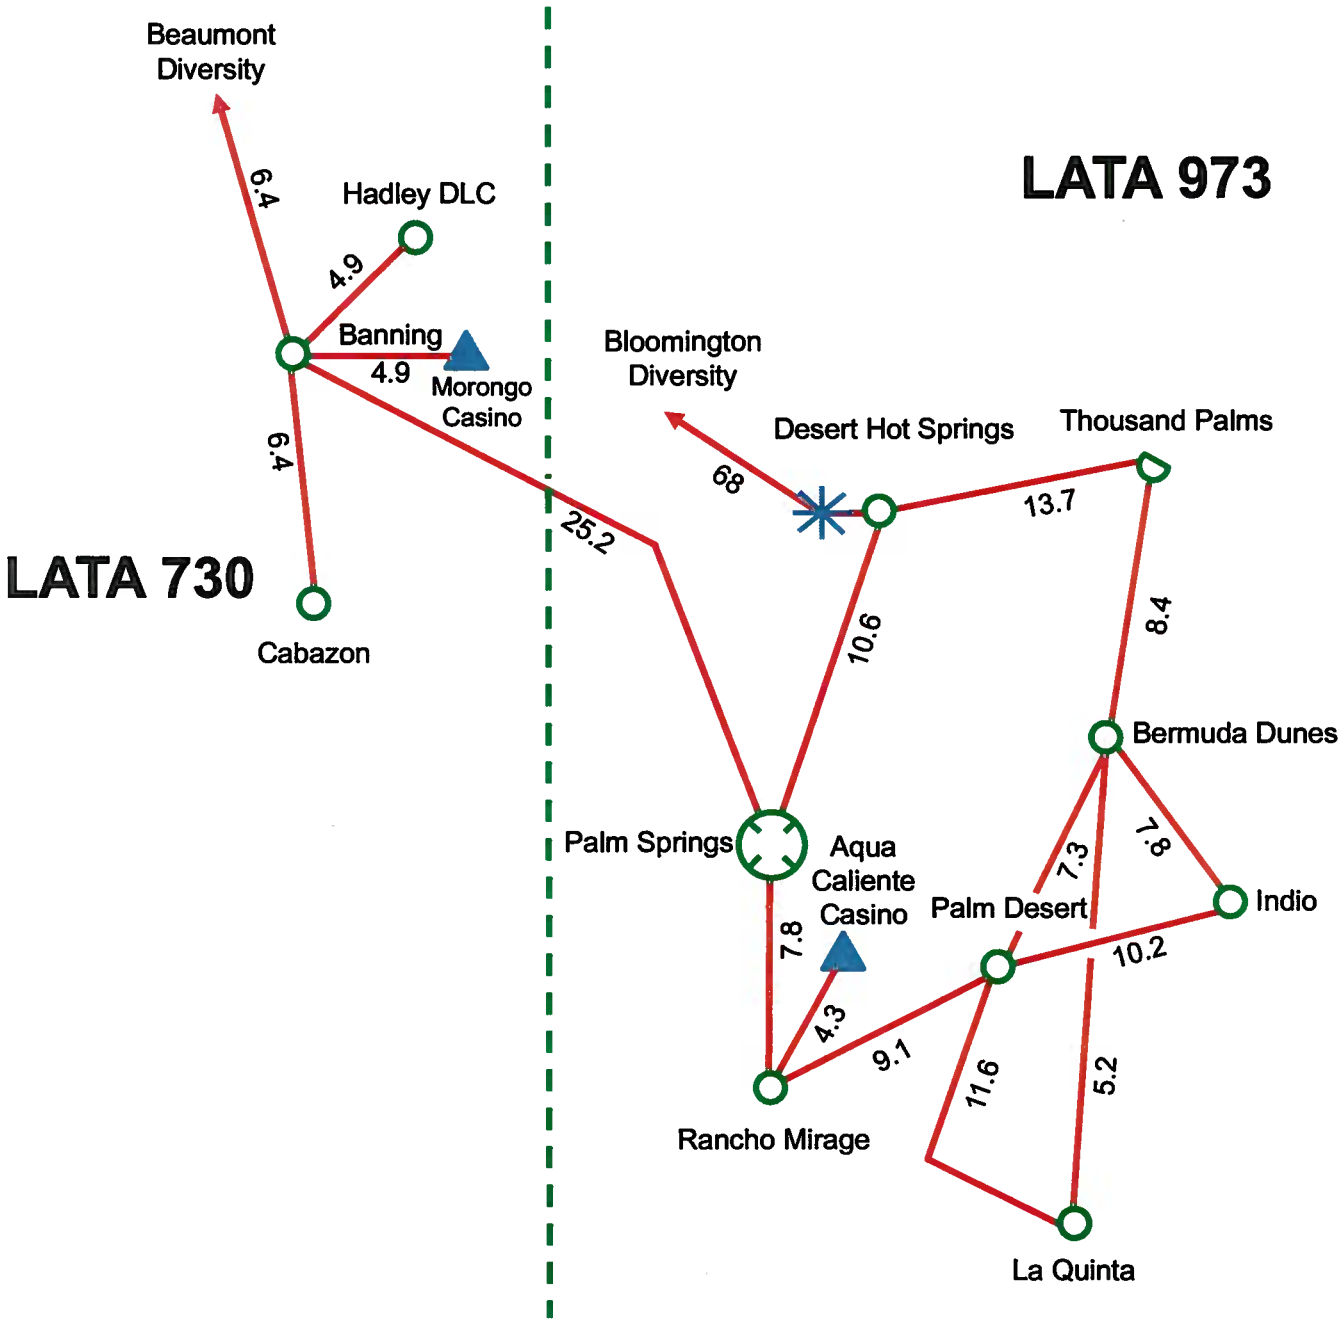 Beaumont
Diversity
LATA 973
6.4
Hadley DLC
4.9
Banning
4.9
Morongo
Casino
Bloomington
Diversity
Desert Hot Springs
Thousand Palms
6.4
68
13.7
25.2
LATA 730
Cabazon
10.6
8.4
Bermuda Dunes
Palm Springs
Aqua
Caliente
Casino
7.3
7.8
Palm Desert
Indio
7.8
10.2
4.3
9.1
11.6
5.2
Rancho Mirage
La Quinta